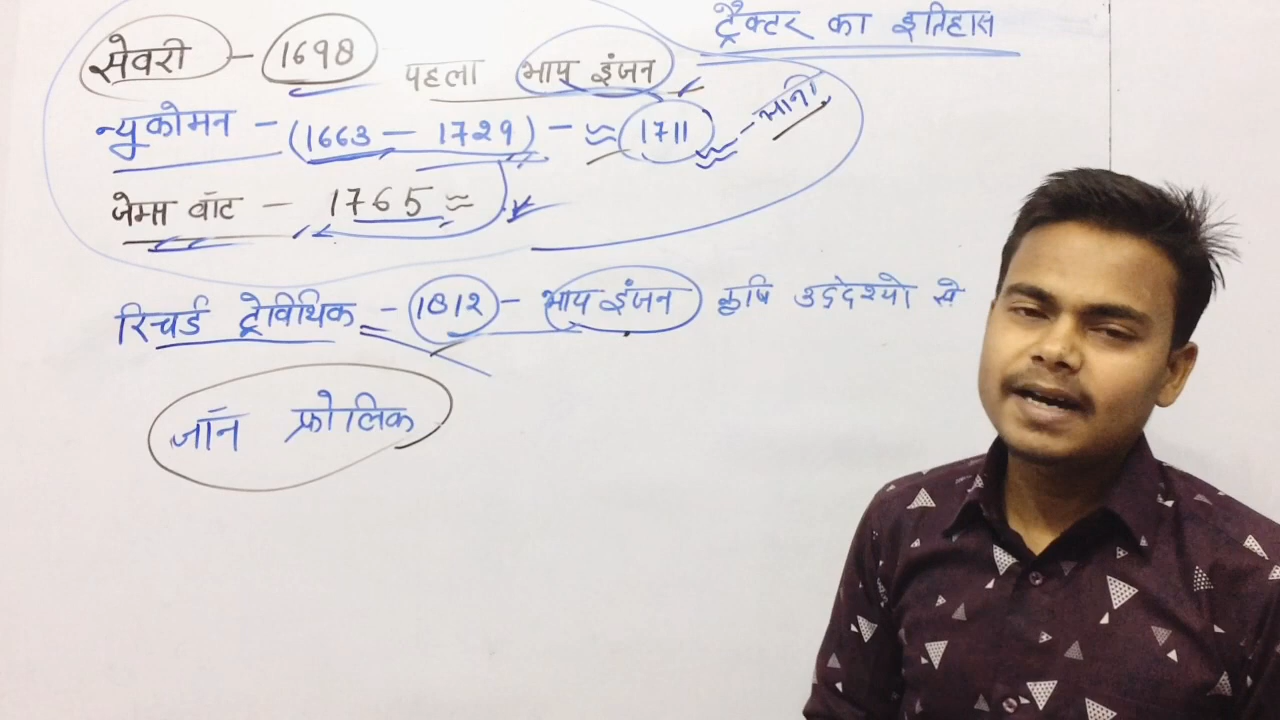 ट्रैक्टर का इतिहास
सेवरी - 1698 पहला भाप इंजन
न्यूकोमन - (1663 - 1729) - ≈ 1711 - पानी
जेम्स वॉट - 1765 ≈
रिचर्ड ट्रेविथिक - 1812 - भाप इंजन कृषि उद्देश्यो से
जॉन फ्रोलिक